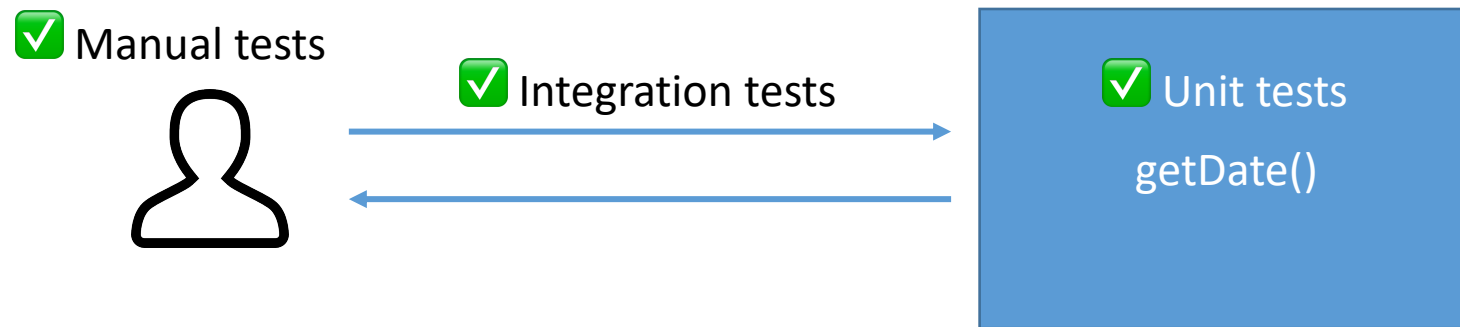 ✅ Manual tests
✅ Integration tests
✅ Unit tests
getDate()